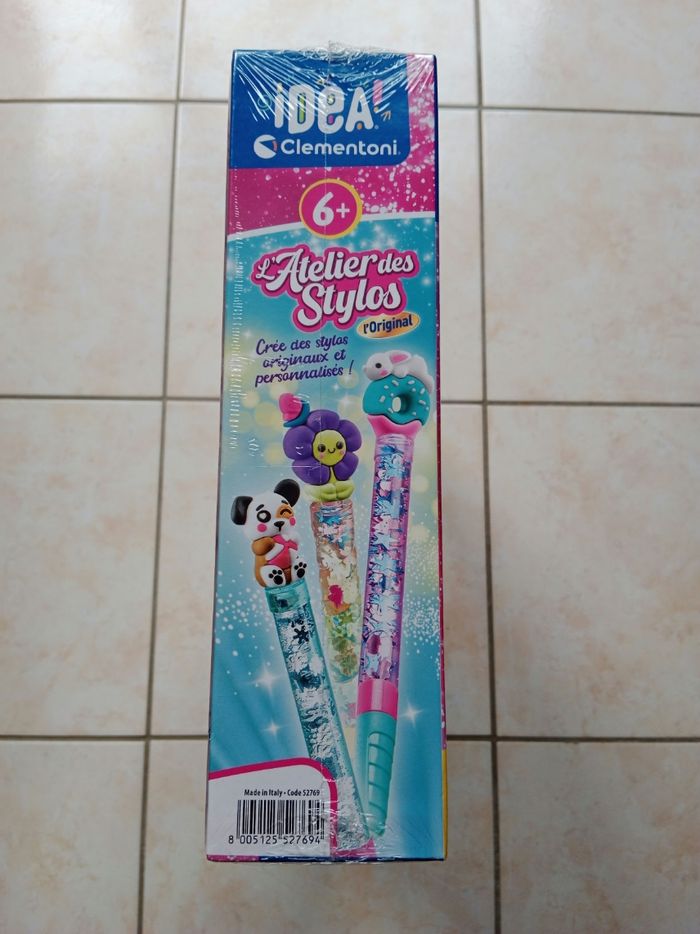 iDeA!
Clementoni
6+
L'Atelier des
Stylos
l'Original
Crée des stylos
originaux et
personnalisés !
Made in Italy - Code 52769
8 005125 527694